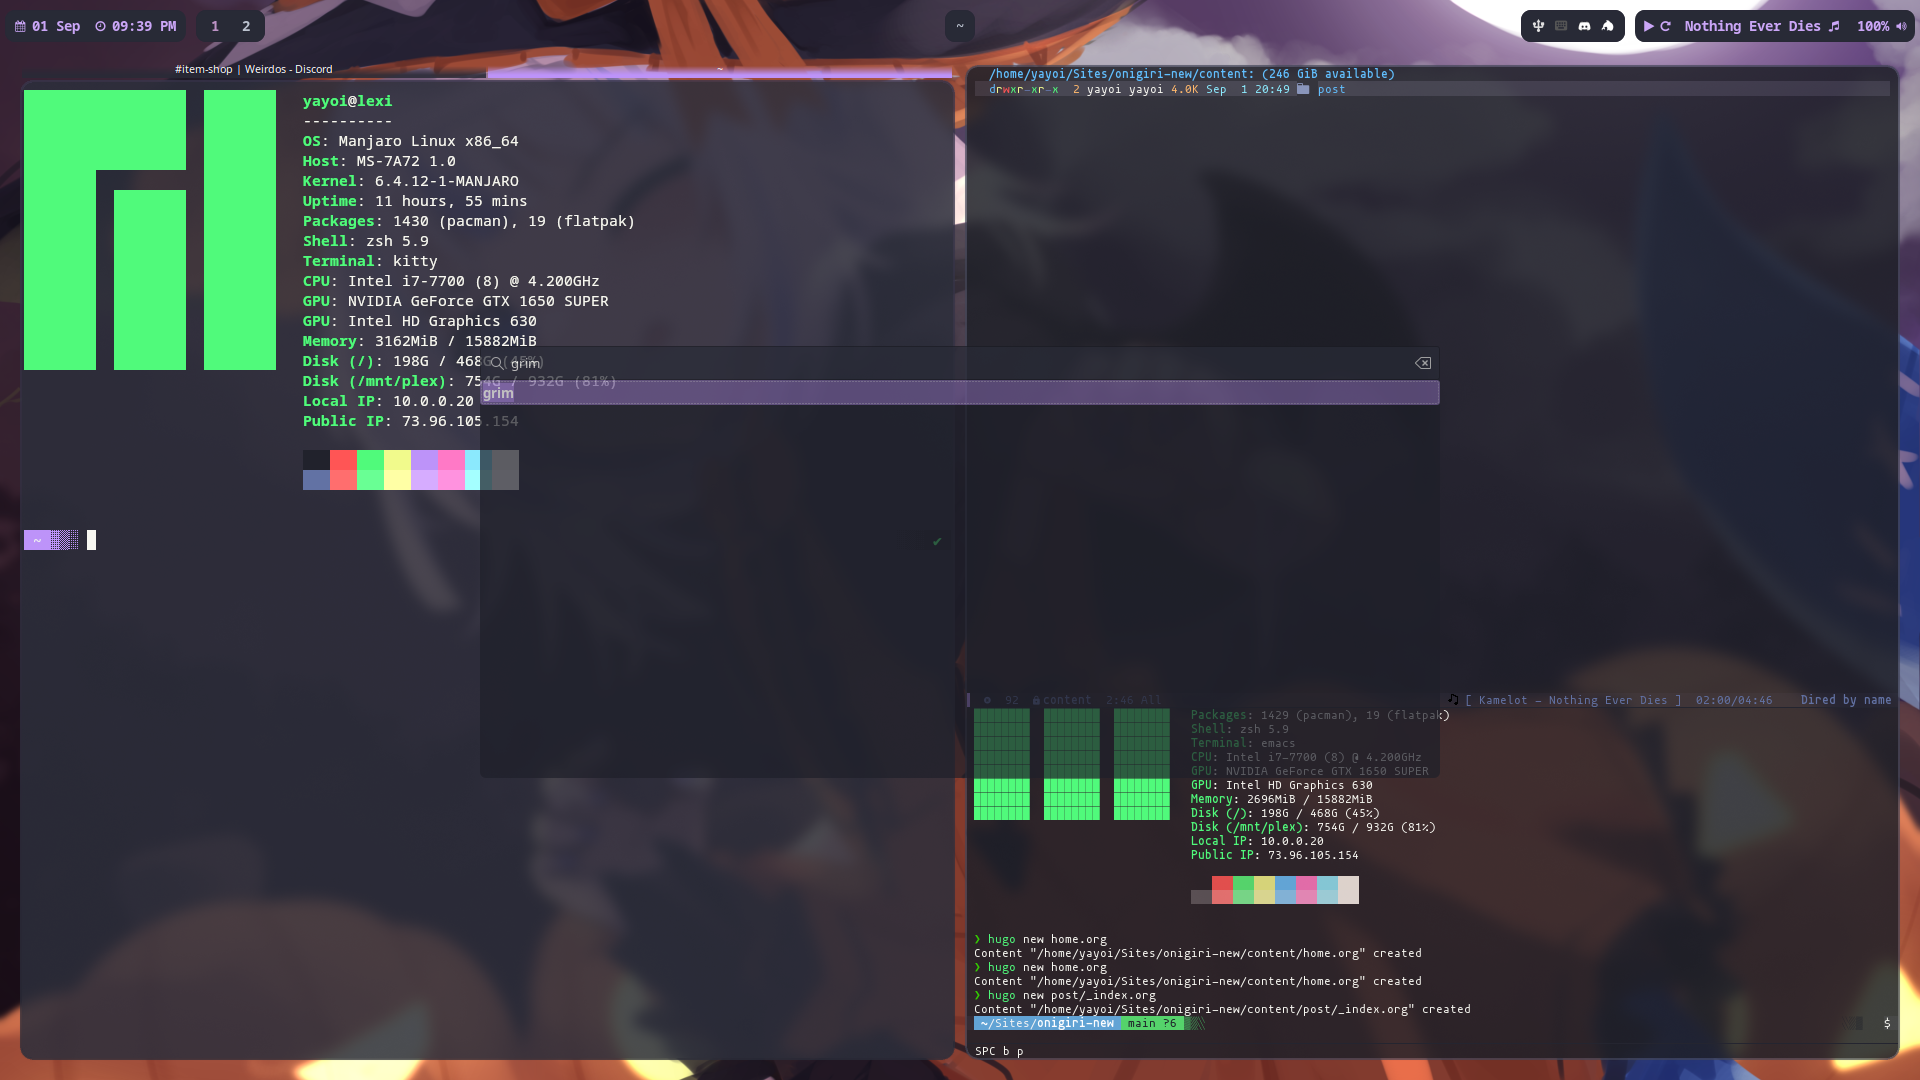 01 Sep 09:39 PM 1 2 ~ Nothing Ever Dies 100%
#item-shop | Weirdos - Discord ~
yayoi@lexi
----------
OS: Manjaro Linux x86_64
Host: MS-7A72 1.0
Kernel: 6.4.12-1-MANJARO
Uptime: 11 hours, 55 mins
Packages: 1430 (pacman), 19 (flatpak)
Shell: zsh 5.9
Terminal: kitty
CPU: Intel i7-7700 (8) @ 4.200GHz
GPU: NVIDIA GeForce GTX 1650 SUPER
GPU: Intel HD Graphics 630
Memory: 3162MiB / 15882MiB
Disk (/): 198G / 468G (45%)
Disk (/mnt/plex): 754G / 932G (81%)
Local IP: 10.0.0.20
Public IP: 73.96.105.154
~
grim
grim
/home/yayoi/Sites/onigiri-new/content: (246 GiB available)
drwxr-xr-x 2 yayoi yayoi 4.0K Sep 1 20:49 post
92 content 2:46 All [ Kamelot - Nothing Ever Dies ] 02:00/04:46 Dired by name
Packages: 1429 (pacman), 19 (flatpak)
Shell: zsh 5.9
Terminal: emacs
CPU: Intel i7-7700 (8) @ 4.200GHz
GPU: NVIDIA GeForce GTX 1650 SUPER
GPU: Intel HD Graphics 630
Memory: 2696MiB / 15882MiB
Disk (/): 198G / 468G (45%)
Disk (/mnt/plex): 754G / 932G (81%)
Local IP: 10.0.0.20
Public IP: 73.96.105.154
❯ hugo new home.org
Content "/home/yayoi/Sites/onigiri-new/content/home.org" created
❯ hugo new home.org
Content "/home/yayoi/Sites/onigiri-new/content/home.org" created
❯ hugo new post/_index.org
Content "/home/yayoi/Sites/onigiri-new/content/post/_index.org" created
~/Sites/onigiri-new main ?6 $
SPC b p